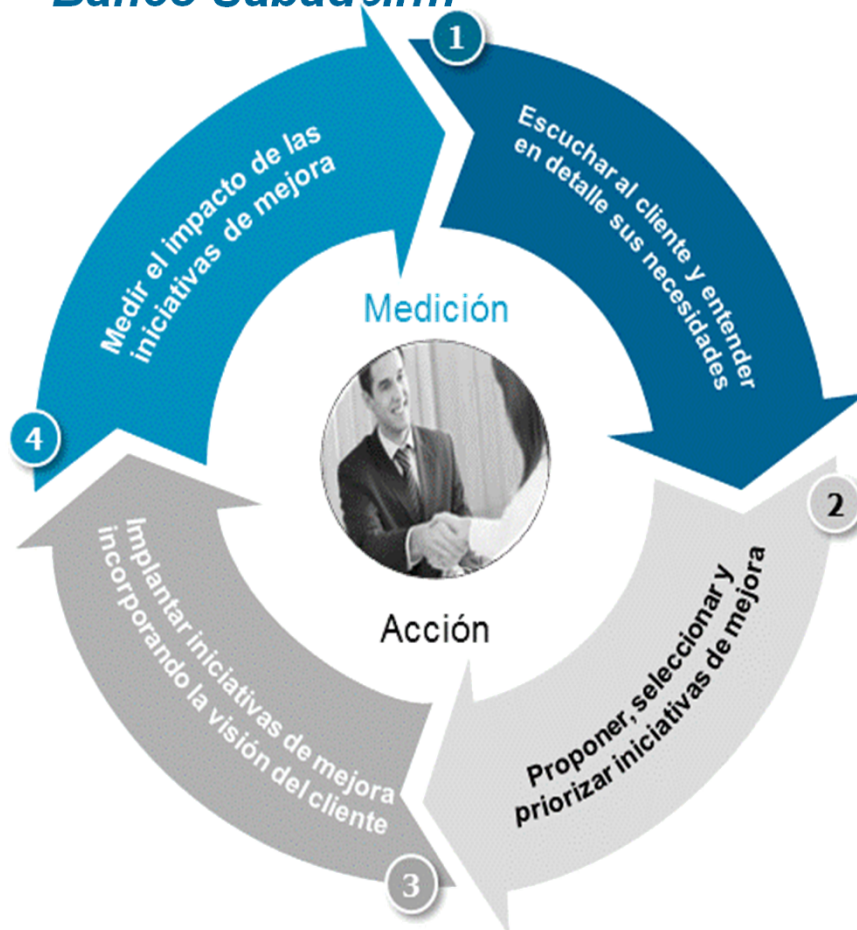 Banco
1
Escuchar al cliente y entender
en detalle sus necesidades
2
Proponer, seleccionar y
priorizar iniciativas de mejora
3
Implantar iniciativas de mejora
incorporando la visión del cliente
4
Medir el impacto de las
iniciativas de mejora
Medición
Acción